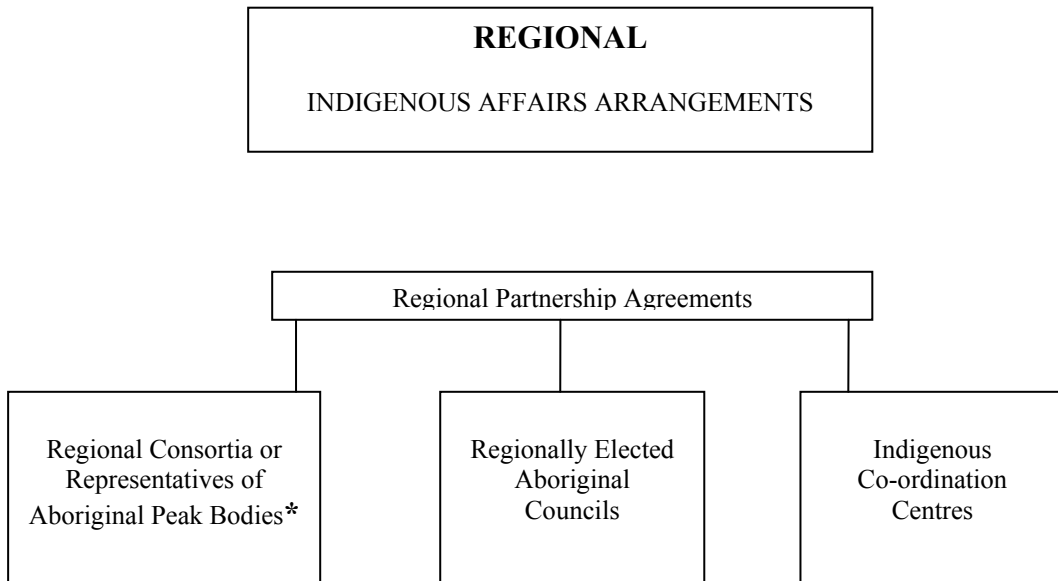 REGIONAL
INDIGENOUS AFFAIRS ARRANGEMENTS
Regional Partnership Agreements
Regional Consortia or
Representatives of
Aboriginal Peak Bodies*
Regionally Elected
Aboriginal
Councils
Indigenous
Co-ordination
Centres